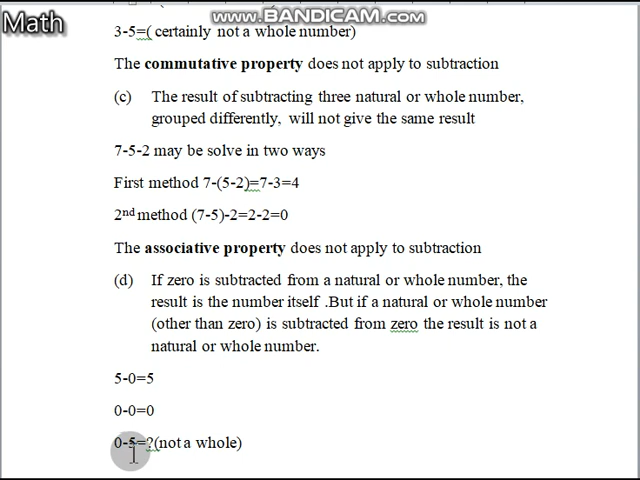 Math
WWW.BANDICAM.COM
3-5=( certainly not a whole number)
The commutative property does not apply to subtraction
(c) The result of subtracting three natural or whole number,
grouped differently, will not give the same result
7-5-2 may be solve in two ways
First method 7-(5-2)=7-3=4
2nd method (7-5)-2=2-2=0
The associative property does not apply to subtraction
(d) If zero is subtracted from a natural or whole number, the
result is the number itself .But if a natural or whole number
(other than zero) is subtracted from zero the result is not a
natural or whole number.
5-0=5
0-0=0
0-5=?(not a whole)